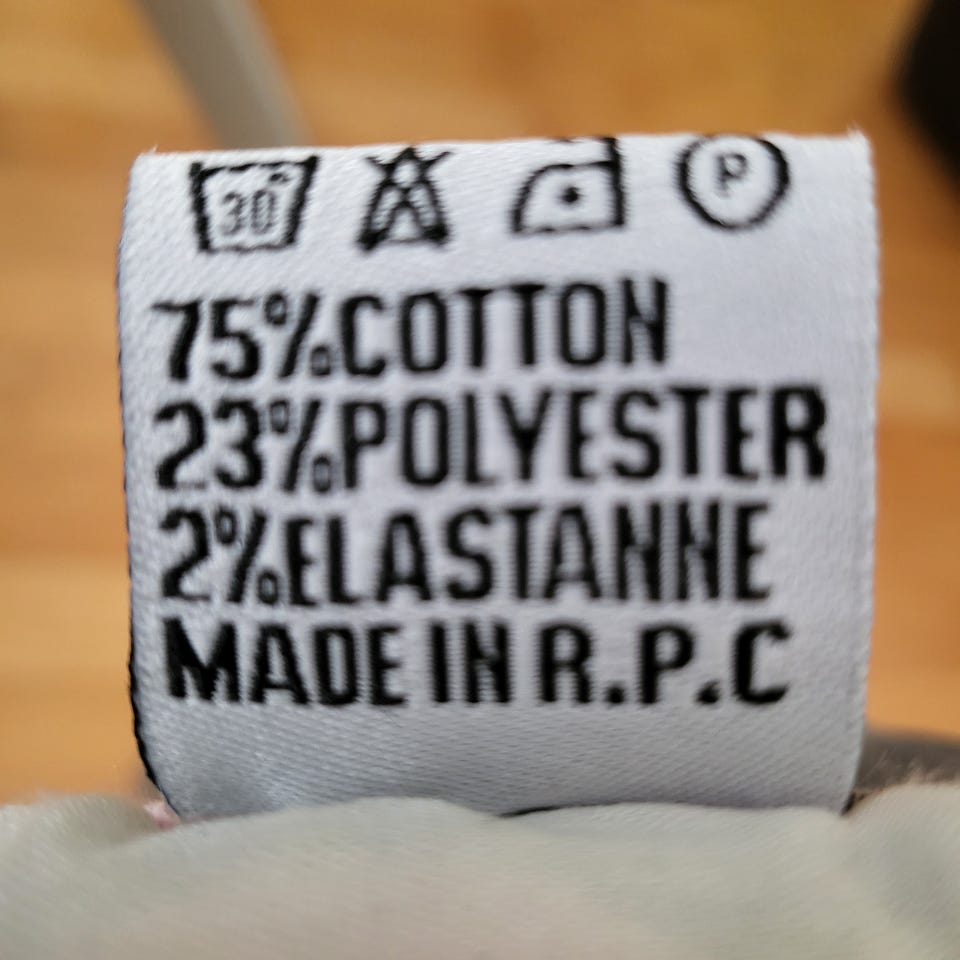 30° P
75%COTTON
23%POLYESTER
2%ELASTANNE
MADE IN R.P.C